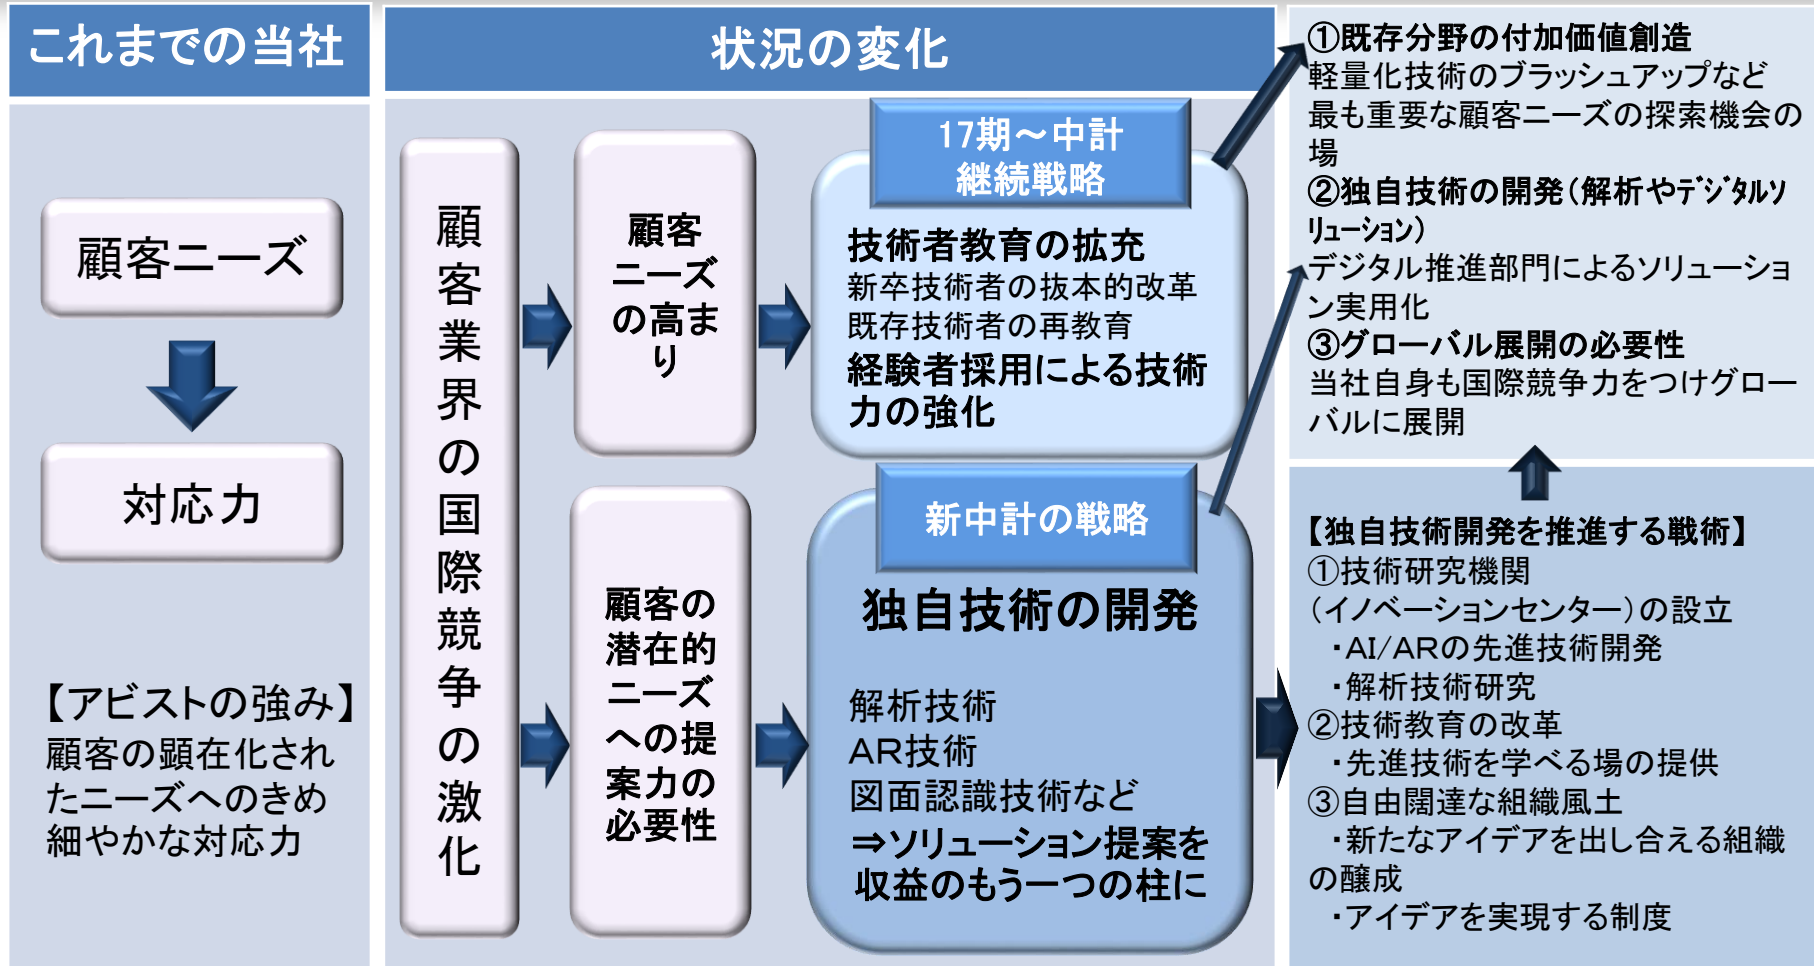 これまでの当社
顧客ニーズ
対応力
【アビストの強み】
顧客の顕在化され
たニーズへのきめ
細やかな対応力
状況の変化
顧客業界の国際競争の激化
顧客
ニーズ
の高ま
り
17期～中計
継続戦略
技術者教育の拡充
新卒技術者の抜本的改革
既存技術者の再教育
経験者採用による技術
力の強化
顧客の
潜在的
ニーズ
への提
案力の
必要性
新中計の戦略
独自技術の開発
解析技術
AR技術
図面認識技術など
⇒ソリューション提案を
収益のもう一つの柱に
①既存分野の付加価値創造
軽量化技術のブラッシュアップなど
最も重要な顧客ニーズの探索機会の
場
②独自技術の開発（解析やﾃﾞｼﾞﾀﾙｿ
ﾘｭｰｼｮﾝ）
デジタル推進部門によるソリューショ
ン実用化
③グローバル展開の必要性
当社自身も国際競争力をつけグロー
バルに展開
【独自技術開発を推進する戦術】
①技術研究機関
（イノベーションセンター）の設立
・AI/ARの先進技術開発
・解析技術研究
②技術教育の改革
・先進技術を学べる場の提供
③自由闊達な組織風土
・新たなアイデアを出し合える組織
の醸成
・アイデアを実現する制度